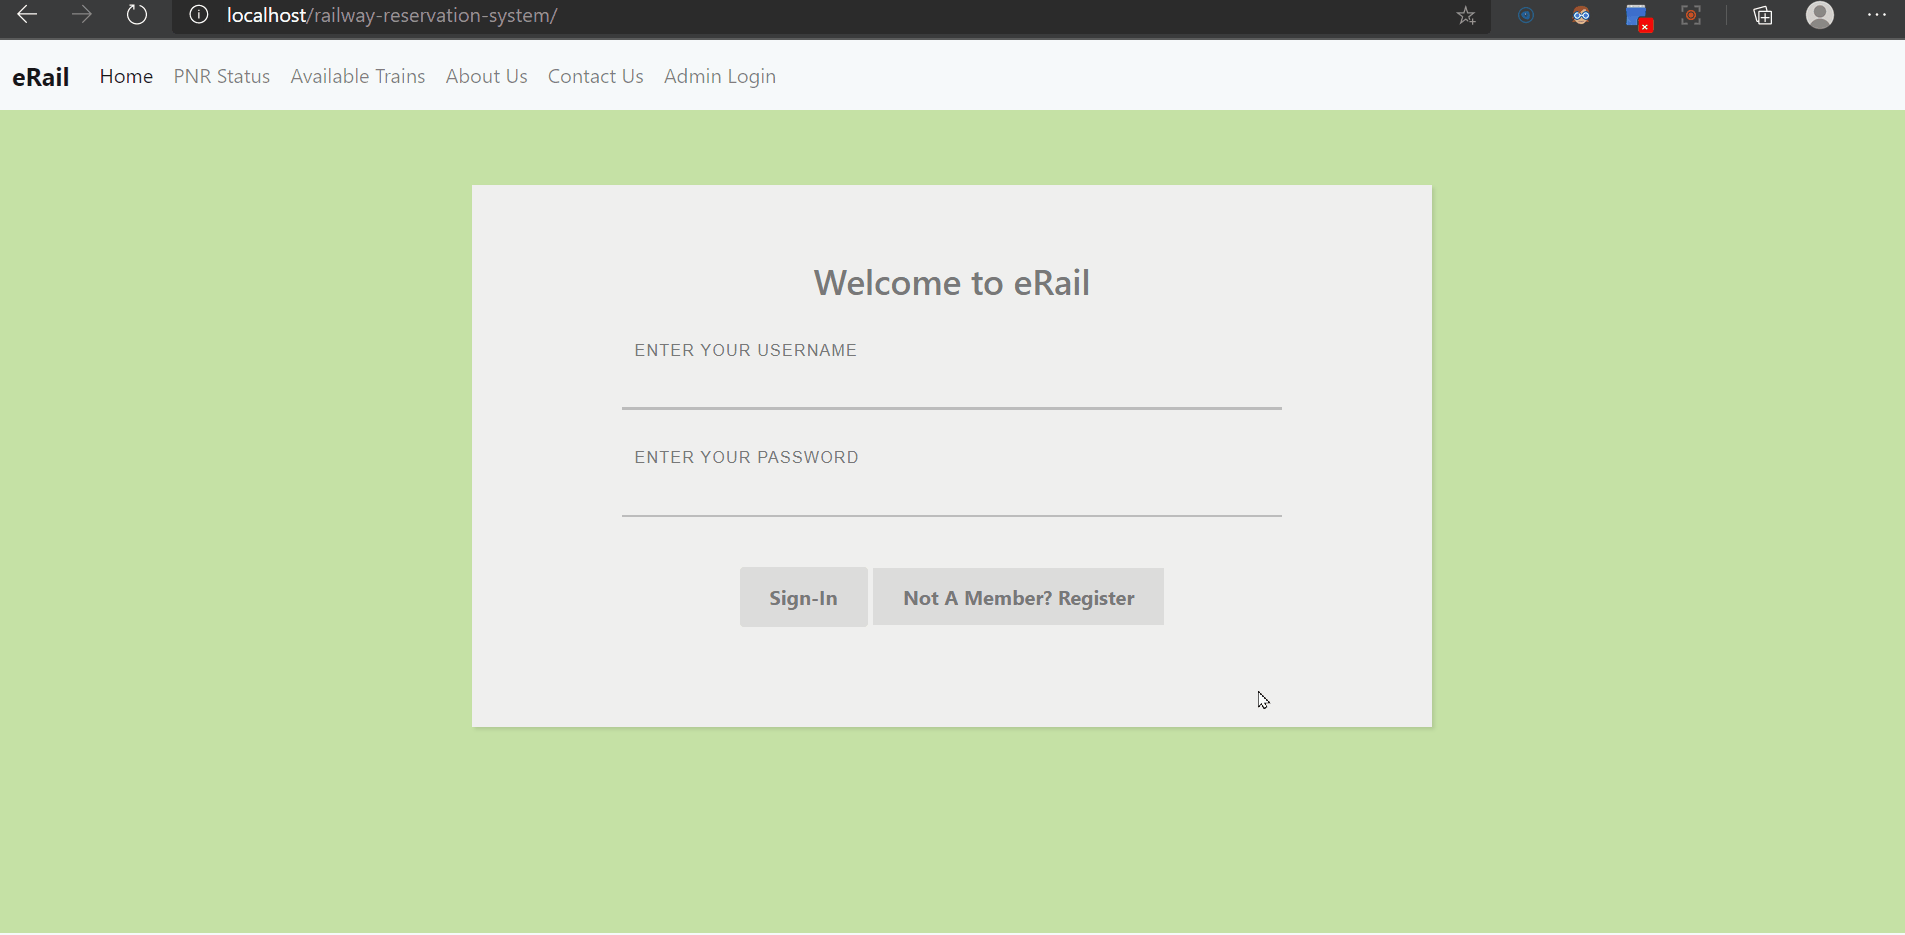 localhost/railway-reservation-system/
eRail Home PNR Status Available Trains About Us Contact Us Admin Login
Welcome to eRail
ENTER YOUR USERNAME
ENTER YOUR PASSWORD
Sign-In Not A Member? Register